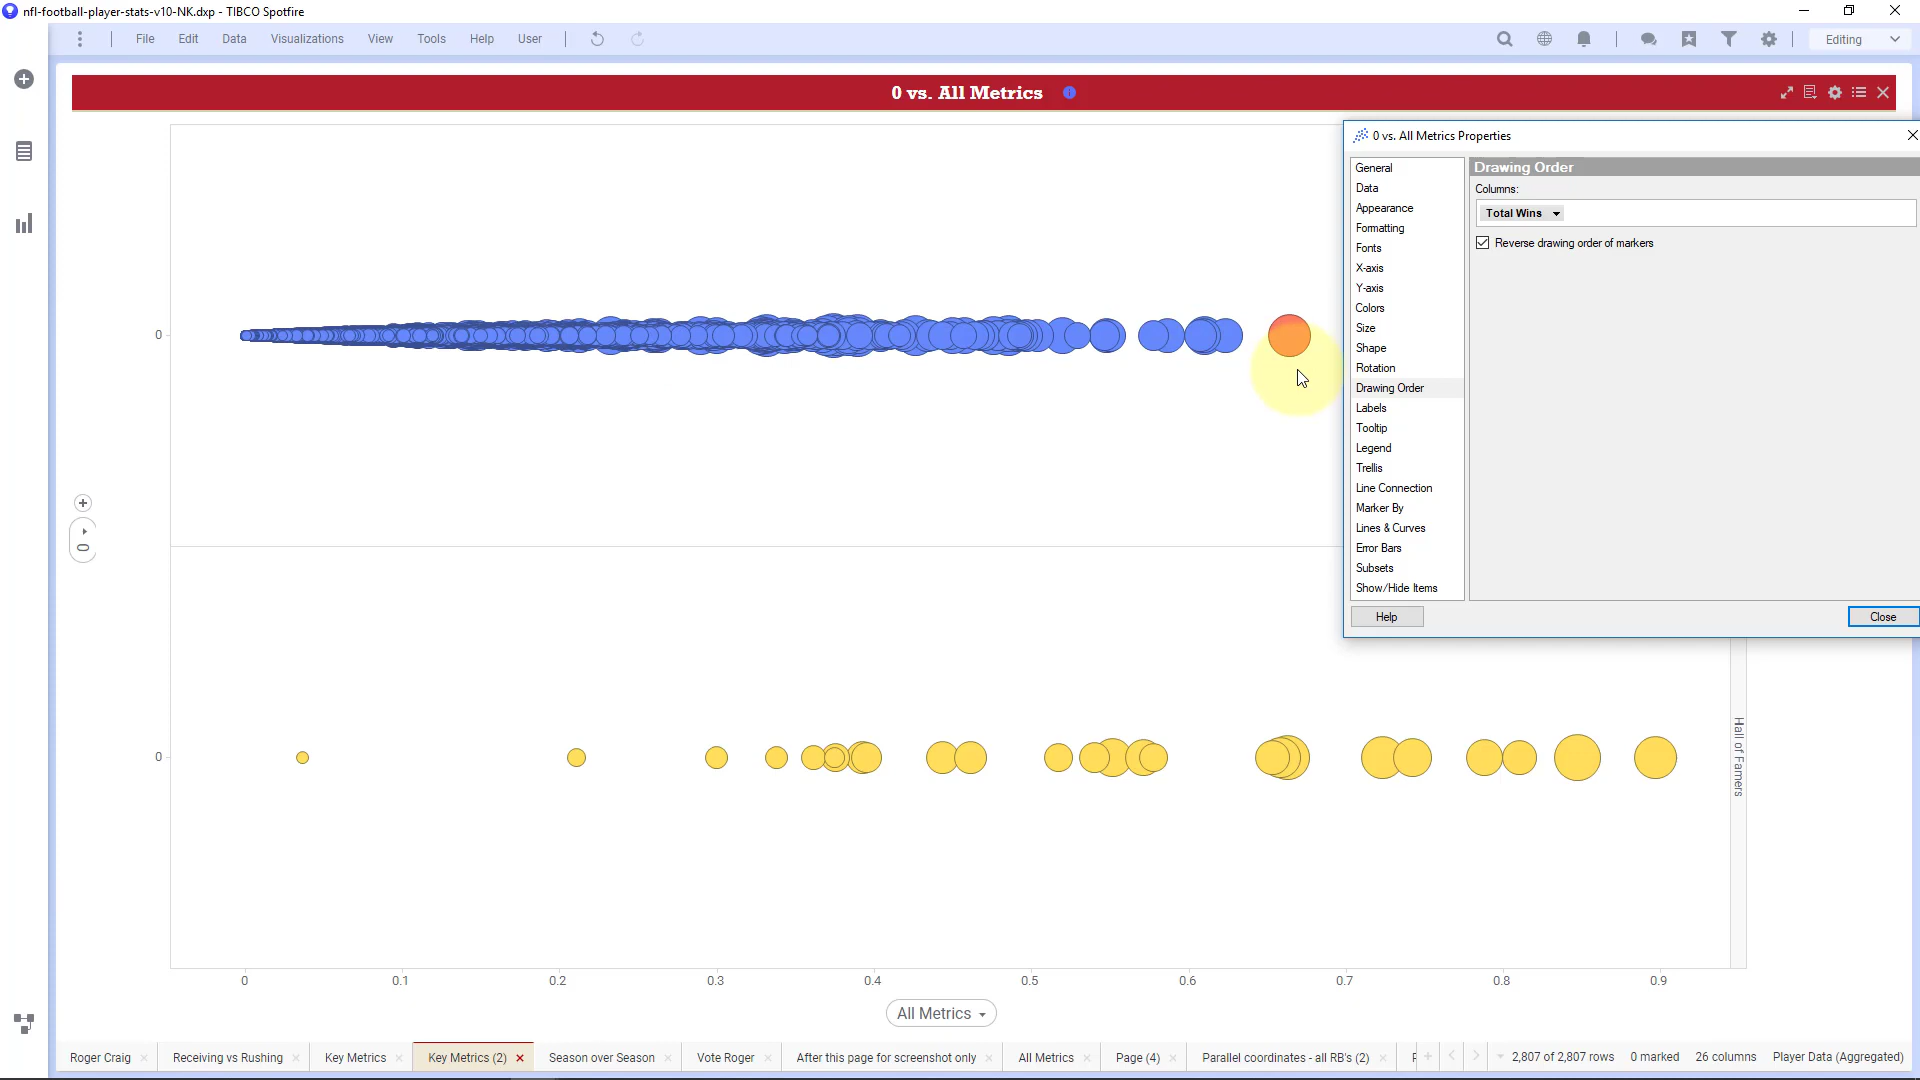 nfl-football-player-stats-v10-NK.dxp - TIBCO Spotfire
File Edit Data Visualizations View Tools Help User
Editing
0 vs. All Metrics
0 vs. All Metrics Properties
General
Data
Appearance
Formatting
Fonts
X-axis
Y-axis
Colors
Size
Shape
Rotation
Drawing Order
Labels
Tooltip
Legend
Trellis
Line Connection
Marker By
Lines & Curves
Error Bars
Subsets
Show/Hide Items
Drawing Order
Columns:
Total Wins
Reverse drawing order of markers
Help
Close
0
0
0
Hall of Famers
0 0.1 0.2 0.3 0.4 0.5 0.6 0.7 0.8 0.9
All Metrics
Roger Craig Receiving vs Rushing Key Metrics Key Metrics (2) Season over Season Vote Roger After this page for screenshot only All Metrics Page (4) Parallel coordinates - all RB's (2) 2,807 of 2,807 rows 0 marked 26 columns Player Data (Aggregated)